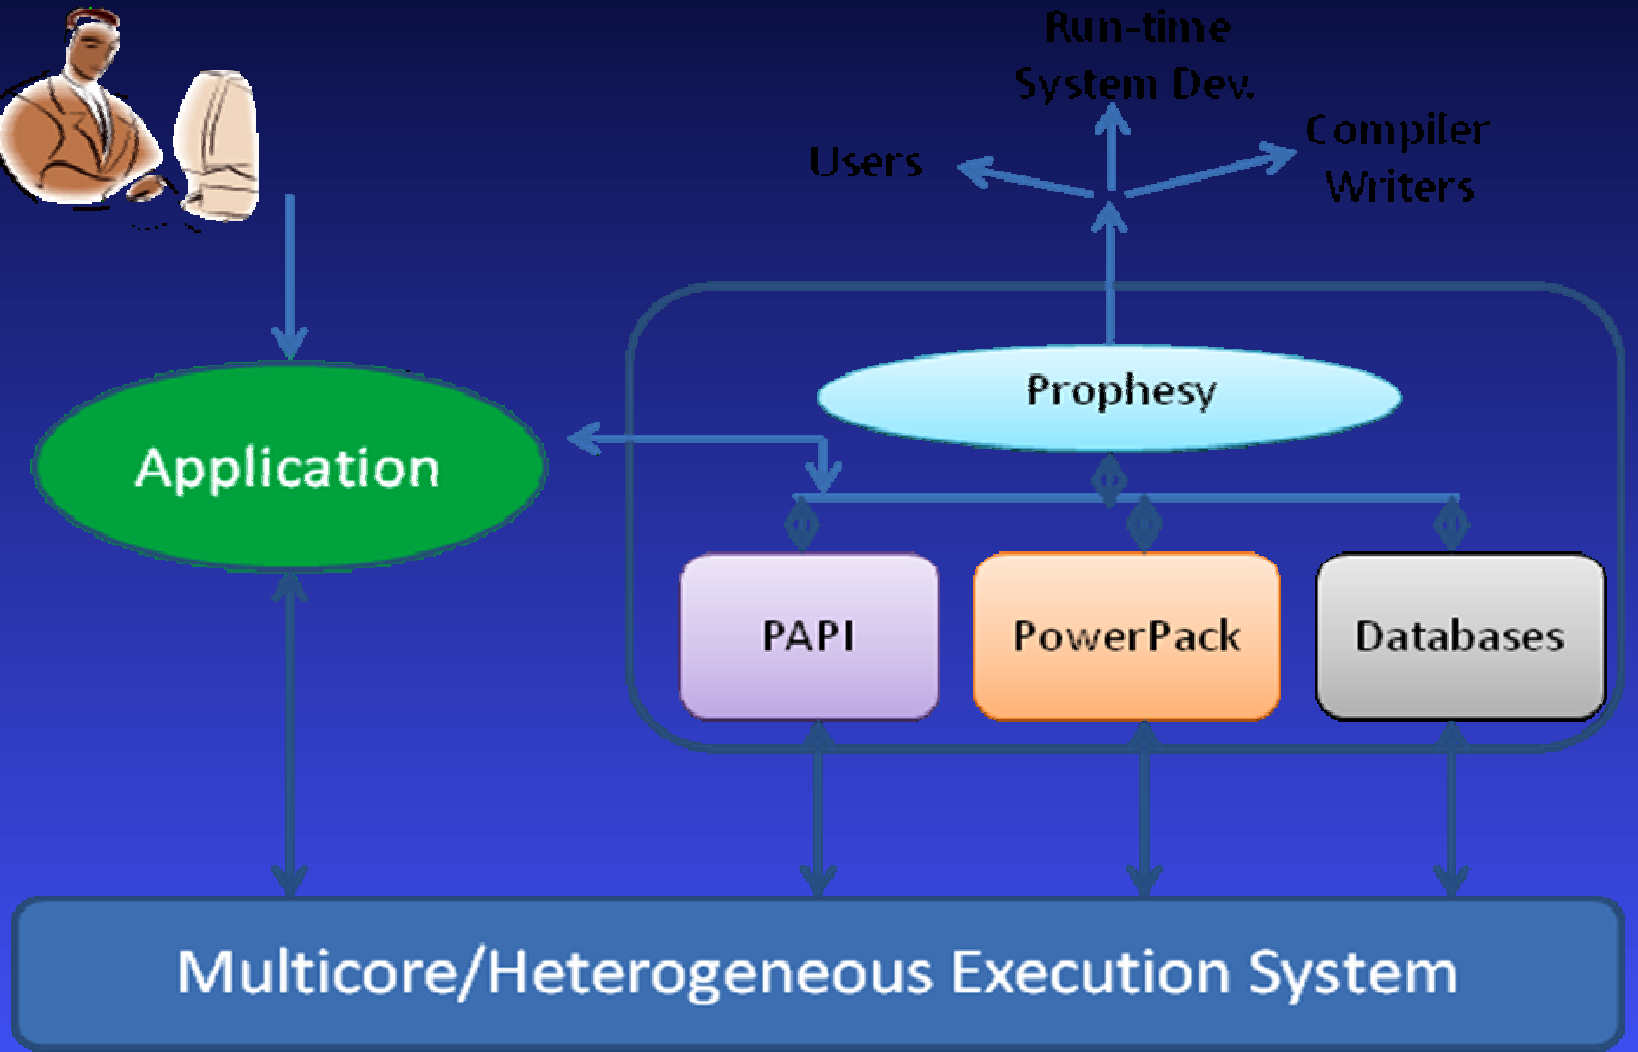 Run-time
System Dev.
Users
Compiler
Writers
Prophesy
Application
PAPI
PowerPack
Databases
Multicore/Heterogeneous Execution System